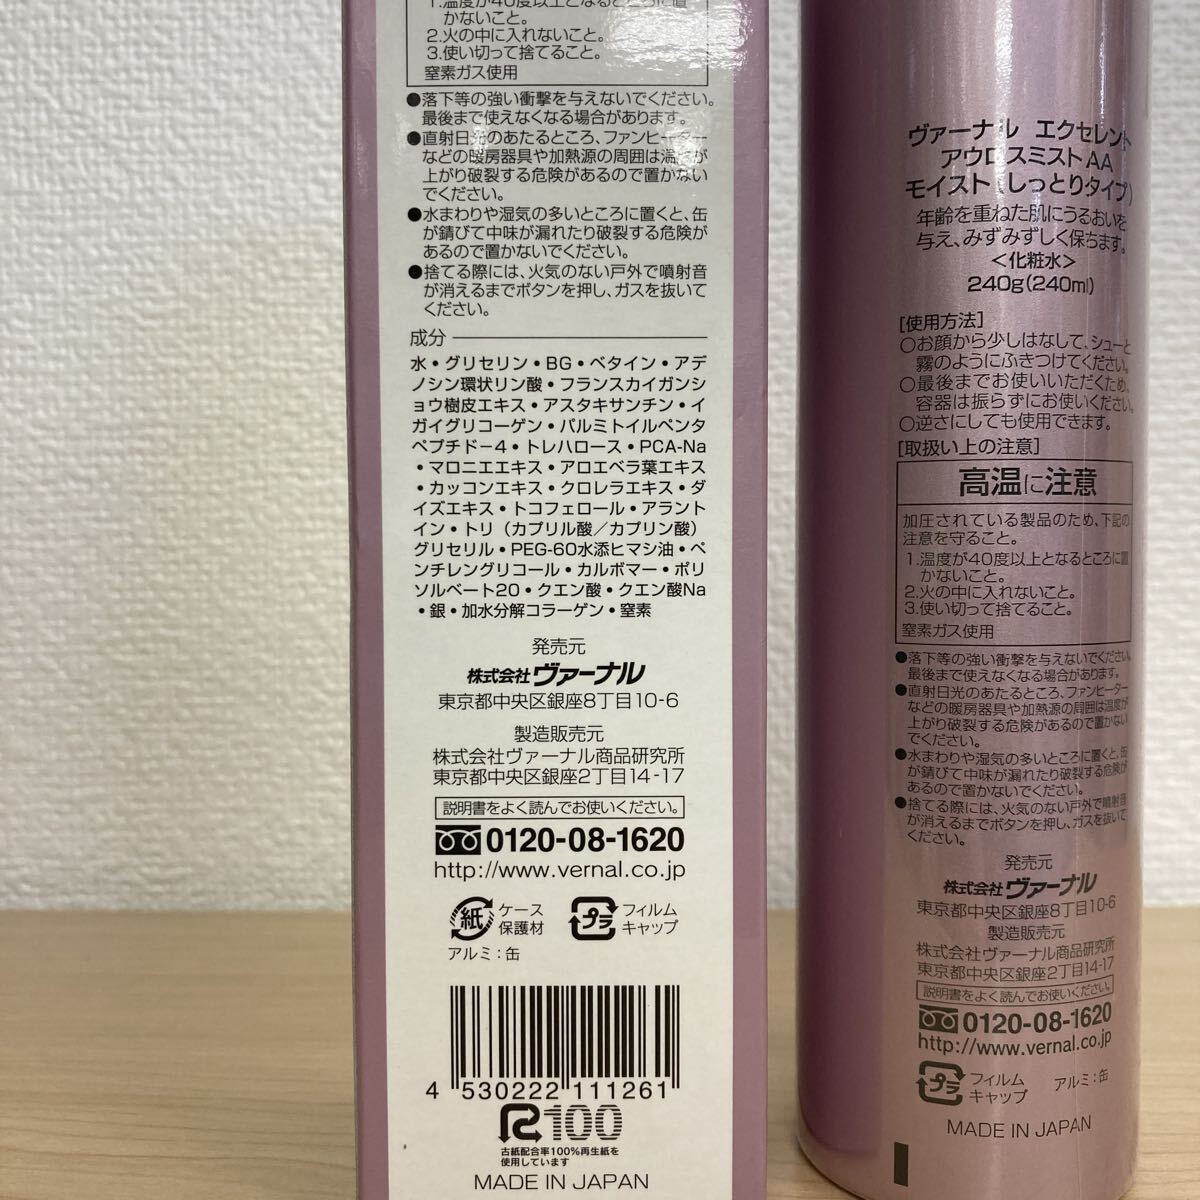 1.温度が40度以上となるところに置
かないこと。
2.火の中に入れないこと。
3.使い切って捨てること。
窒素ガス使用
●落下等の強い衝撃を与えないでください。
最後まで使えなくなる場合があります。
●直射日光のあたるところ、ファンヒーター
などの暖房器具や加熱源の周囲は温度が
上がり破裂する危険があるので置かない
でください。
●水まわりや湿気の多いところに置くと、缶
が錆びて中味が漏れたり破裂する危険が
あるので置かないでください。
●捨てる際には、火気のない戸外で噴射音
が消えるまでボタンを押し、ガスを抜いて
ください。
成分
水・グリセリン・BG・ベタイン・アデ
ノシン環状リン酸・フランスカイガンシ
ョウ樹皮エキス・アスタキサンチン・イ
ガイグリコーゲン・パルミトイルペンタ
ペプチド-4・トレハロース・PCA-Na
・マロニエエキス・アロエベラ葉エキス
・カッコンエキス・クロレラエキス・ダ
イズエキス・トコフェロール・アラント
イン・トリ（カプリル酸／カプリン酸）
グリセリル・PEG-60水添ヒマシ油・ペ
ンチレングリコール・カルボマー・ポリ
ソルベート20・クエン酸・クエン酸Na
・銀・加水分解コラーゲン・窒素
発売元
株式会社ヴァーナル
東京都中央区銀座8丁目10-6
製造販売元
株式会社ヴァーナル商品研究所
東京都中央区銀座2丁目14-17
説明書をよく読んでお使いください。
0120-08-1620
http://www.vernal.co.jp
紙 ケース
保護材
プラ フィルム
キャップ
アルミ：缶
4 530222 111261
R100
古紙配合率100%再生紙を
使用しています
MADE IN JAPAN
ヴァーナル エクセレント
アウロスミストAA
モイスト（しっとりタイプ）
年齢を重ねた肌にうるおいを
与え、みずみずしく保ちます。
＜化粧水＞
240g(240ml)
[使用方法]
○お顔から少しはなして、シューと
霧のようにふきつけてください。
○最後までお使いいただくため、
容器は振らずにお使いください。
○逆さにしても使用できます。
[取扱い上の注意]
高温に注意
加圧されている製品のため、下記の
注意を守ること。
1.温度が40度以上となるところに置
かないこと。
2.火の中に入れないこと。
3.使い切って捨てること。
窒素ガス使用
●落下等の強い衝撃を与えないでください。
最後まで使えなくなる場合があります。
●直射日光のあたるところ、ファンヒーター
などの暖房器具や加熱源の周囲は温度が
上がり破裂する危険があるので置かない
でください。
●水まわりや湿気の多いところに置くと、缶
が錆びて中味が漏れたり破裂する危険が
あるので置かないでください。
●捨てる際には、火気のない戸外で噴射音
が消えるまでボタンを押し、ガスを抜いて
ください。
発売元
株式会社ヴァーナル
東京都中央区銀座8丁目10-6
製造販売元
株式会社ヴァーナル商品研究所
東京都中央区銀座2丁目14-17
説明書をよく読んでお使いください。
0120-08-1620
http://www.vernal.co.jp
プラ フィルム
キャップ
アルミ：缶
MADE IN JAPAN